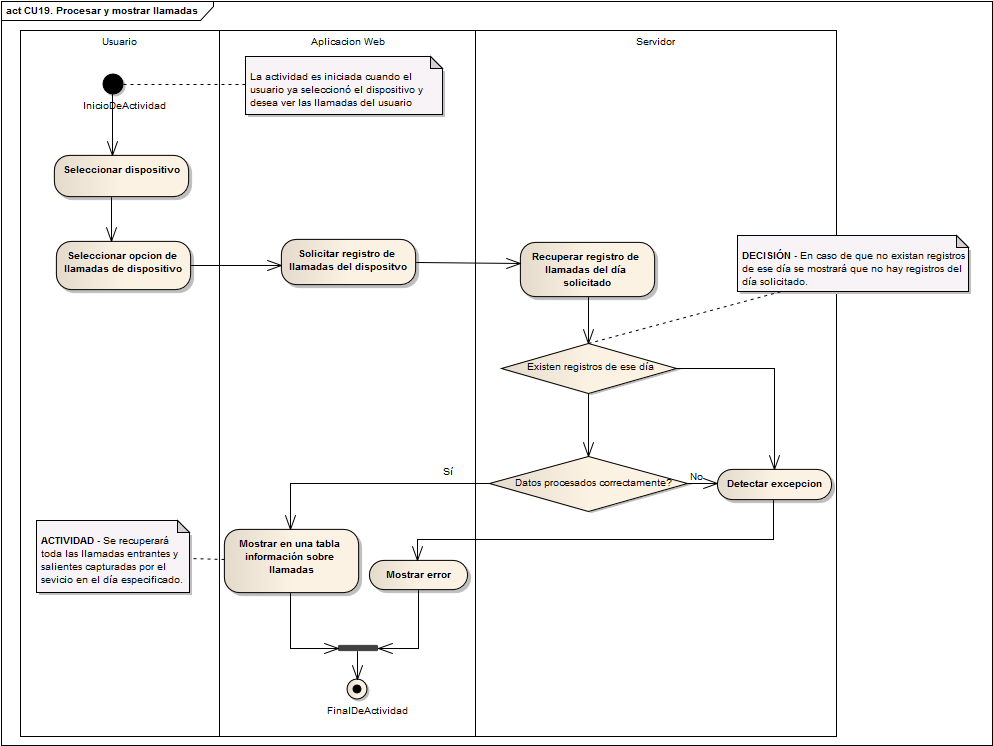 act CU19. Procesar y mostrar llamadas
Usuario
Aplicacion Web
Servidor
La actividad es iniciada cuando el
usuario ya seleccionó el dispositivo y
desea ver las llamadas del usuario
InicioDeActividad
Seleccionar dispositivo
Seleccionar opcion de
llamadas de dispositivo
Solicitar registro de
llamadas del dispositvo
Recuperar registro de
llamadas del día
solicitado
DECISIÓN - En caso de que no existan registros
de ese día se mostrará que no hay registros del
día solicitado.
Existen registros de ese día
Sí
Datos procesados correctamente?
No
Detectar excepcion
ACTIVIDAD - Se recuperará
toda las llamadas entrantes y
salientes capturadas por el
sevicio en el día especificado.
Mostrar en una tabla
información sobre
llamadas
Mostrar error
FinalDeActividad